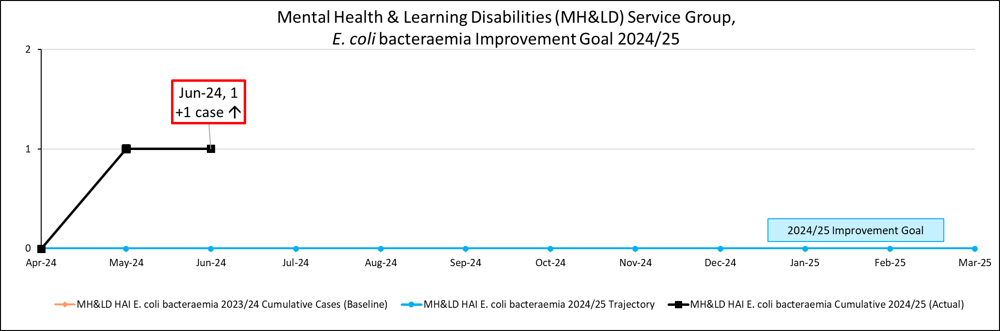 Mental Health & Learning Disabilities (MH&LD) Service Group,
E. coli bacteraemia Improvement Goal 2024/25
2
Jun-24, 1
+1 case ↑
1
2024/25 Improvement Goal
0
Apr-24 May-24 Jun-24 Jul-24 Aug-24 Sep-24 Oct-24 Nov-24 Dec-24 Jan-25 Feb-25 Mar-25
MH&LD HAI E. coli bacteraemia 2023/24 Cumulative Cases (Baseline) MH&LD HAI E. coli bacteraemia 2024/25 Trajectory MH&LD HAI E. coli bacteraemia Cumulative 2024/25 (Actual)